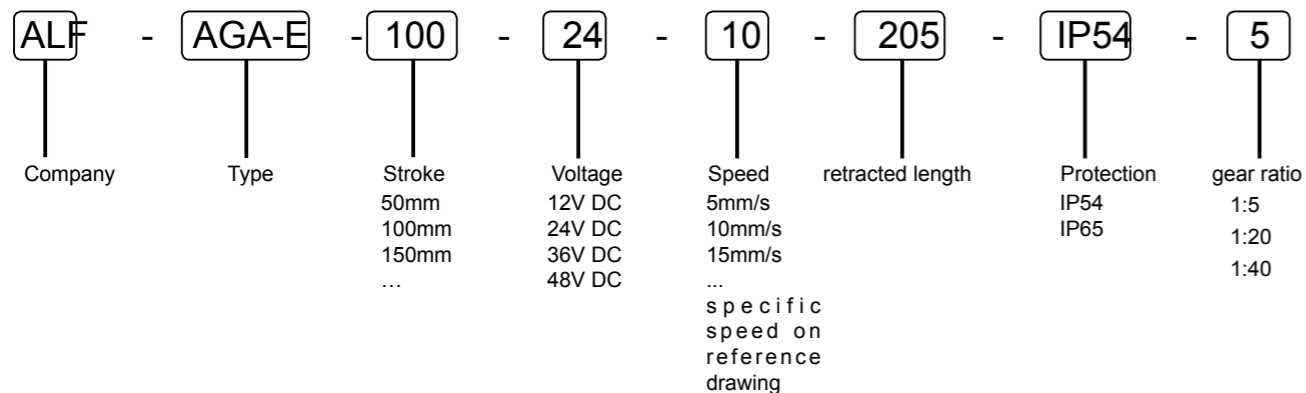 ALF - AGA-E - 100 - 24 - 10 - 205 - IP54 - 5
Company Type Stroke Voltage Speed retracted length Protection gear ratio
50mm 12V DC 5mm/s IP54 1:5
100mm 24V DC 10mm/s IP65 1:20
150mm 36V DC 15mm/s 1:40
… 48V DC ...
specific
speed on
reference
drawing